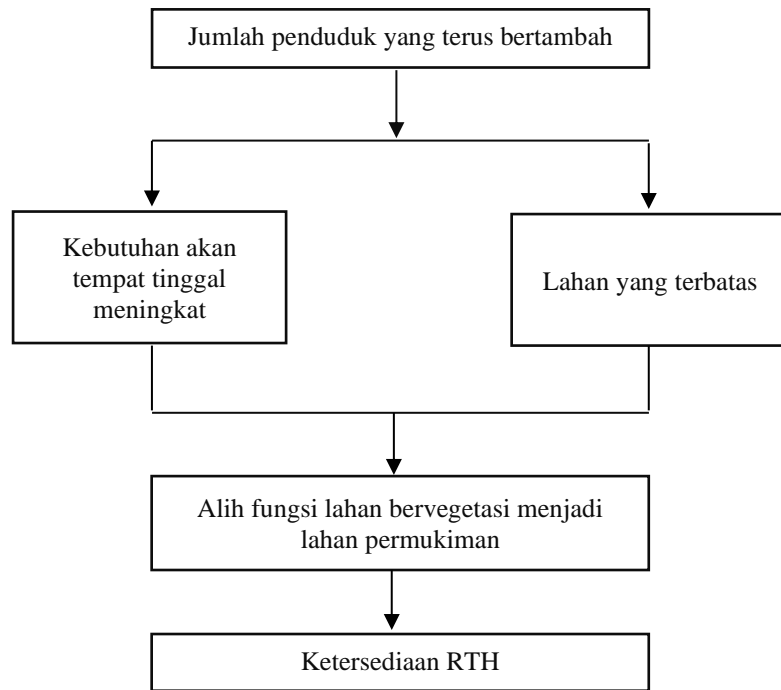 Jumlah penduduk yang terus bertambah
Kebutuhan akan
tempat tinggal
meningkat
Lahan yang terbatas
Alih fungsi lahan bervegetasi menjadi
lahan permukiman
Ketersediaan RTH